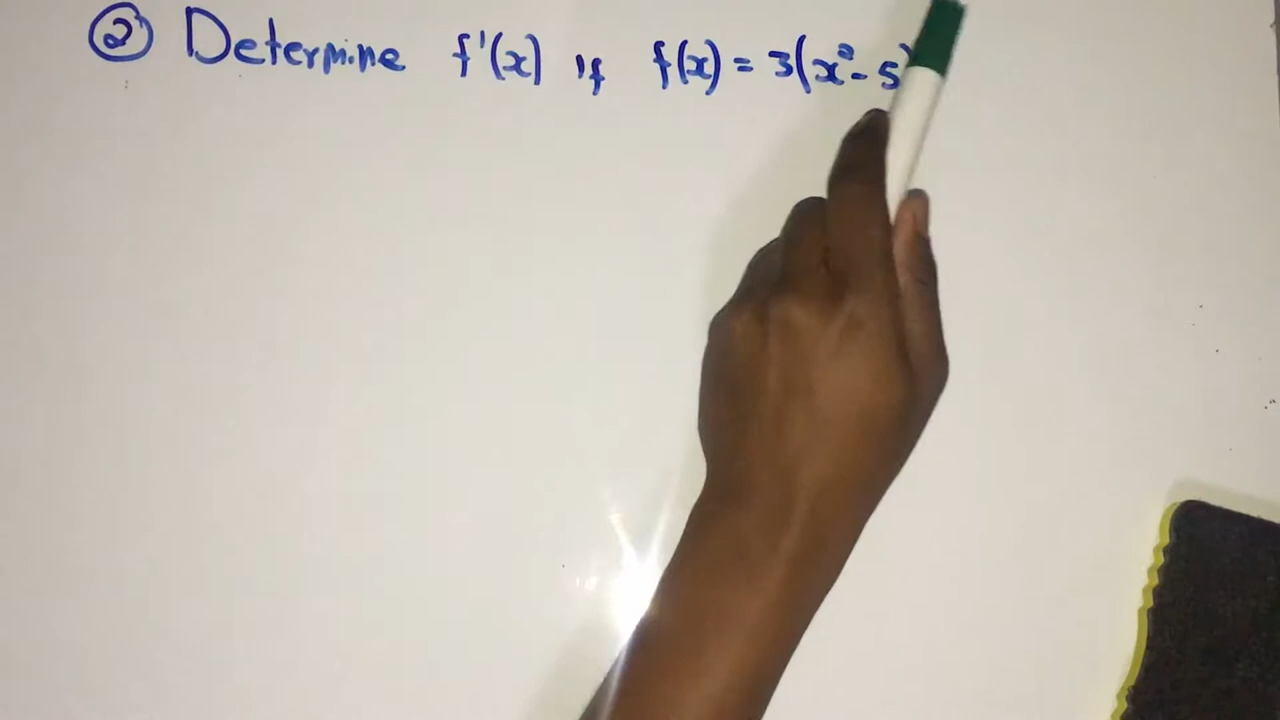 ② Determine f'(x) if f(x) = 3(x² - 5)